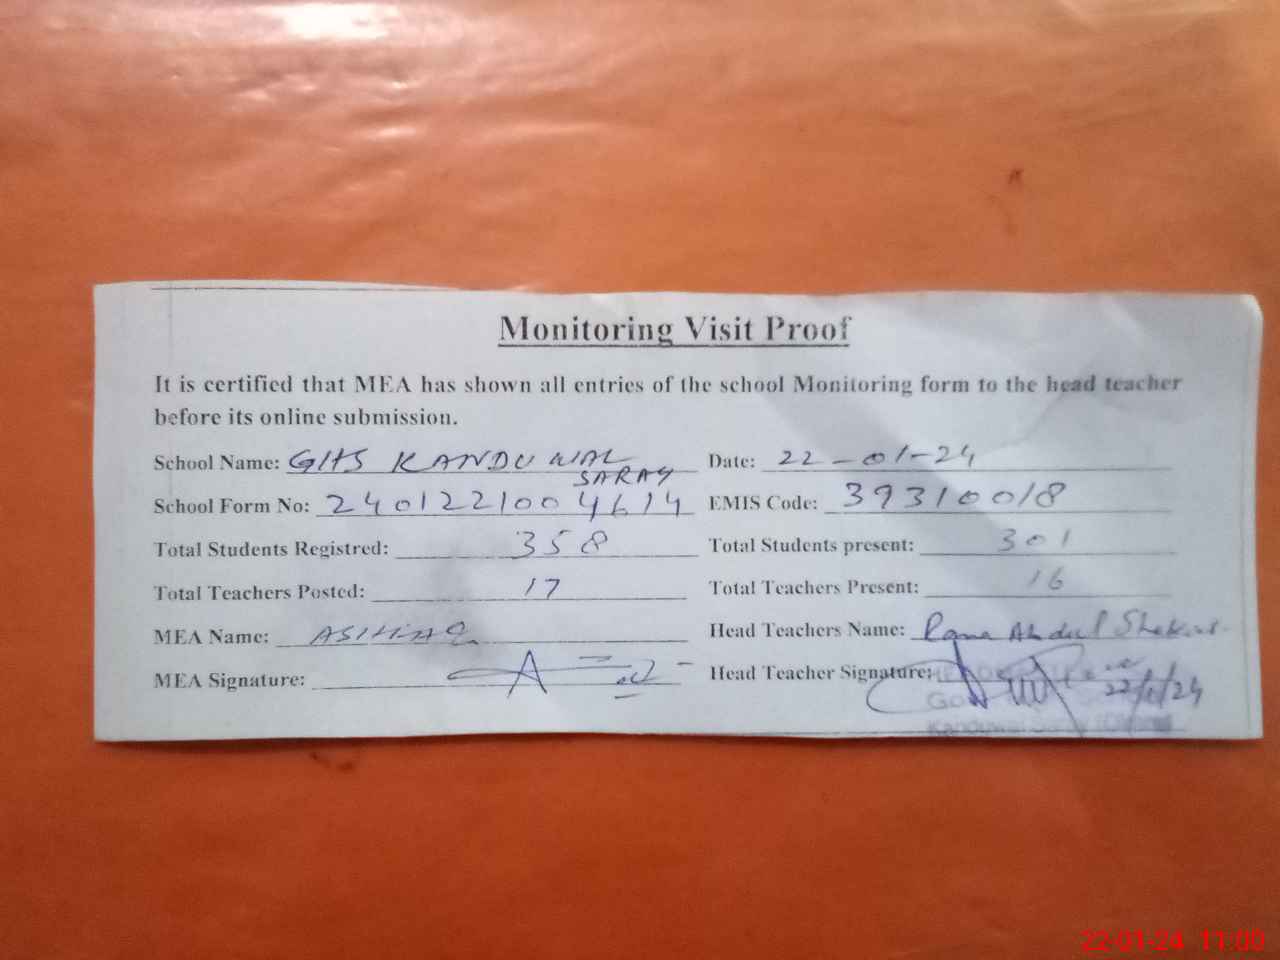 Monitoring Visit Proof
It is certified that MEA has shown all entries of the school Monitoring form to the head teacher
before its online submission.
School Name: GHS KANDUWAL SARAY Date: 22-01-24
School Form No: 2401221004614 EMIS Code: 39310018
Total Students Registred: 358 Total Students present: 301
Total Teachers Posted: 17 Total Teachers Present: 16
MEA Name: Head Teachers Name: Rana Abdul Shakur
MEA Signature: Head Teacher Signature: 22/1/24
22-01-24 11:00